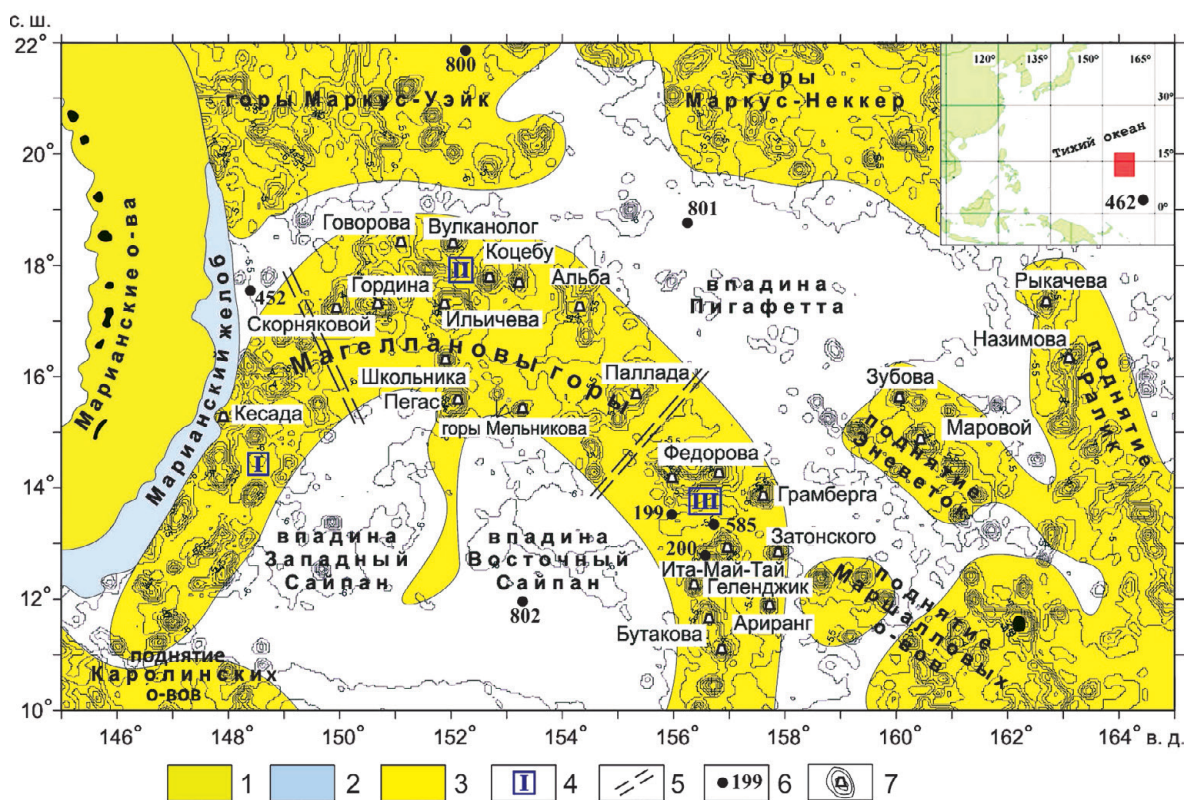 с. ш.
22°
20°
18°
16°
14°
12°
10°
146°
148°
150°
152°
154°
156°
158°
160°
162°
164° в. д.
800
горы Маркус-Уэйк
горы
Маркус-Неккер
120°
135°
150°
165°
30°
15°
0°
Тихий океан
462
801
Марианские о-ва
Марианский желоб
452
Говорова
Вулканолог
II
Коцебу
Гордина
Альба
Скорняковой
Ильичева
впадина
Пигафетта
Рыкачева
Магеллановы горы
Назимова
Школьника
Паллада
Зубова
поднятие
Ралик
Кесада
Пегас
горы Мельникова
Маровой
поднятие
Эневеток
I
Федорова
III
Грамберга
199
585
200
Затонского
впадина
Западный
Сайпан
впадина
Восточный
Сайпан
Ита-Май-Тай
Геленджик
802
Ариранг
Бутакова
поднятие
Маршалловых
о-вов
поднятие
Каролинских
о-вов
1
2
3
I 4
5
199 6
7